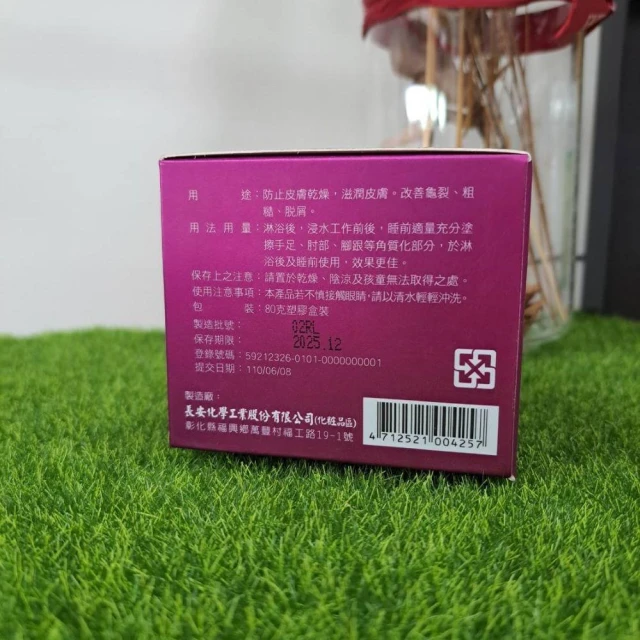 用　　途：防止皮膚乾燥，滋潤皮膚。改善龜裂、粗
糙、脫屑。
用法用量：淋浴後，浸水工作前後，睡前適量充分塗
擦手足、肘部、腳跟等角質化部分，於淋
浴後及睡前使用，效果更佳。
保存上之注意：請置於乾燥、陰涼及孩童無法取得之處。
使用注意事項：本產品若不慎接觸眼睛，請以清水輕輕沖洗。
包　　裝：80克塑膠盒裝
製造批號：02RL
保存期限：2025.12
登錄號碼：59212326-0101-0000000001
提交日期：110/06/08
製造廠：
長安化學工業股份有限公司(化粧品區)
彰化縣福興鄉萬豐村福工路19-1號
4 712521 004257